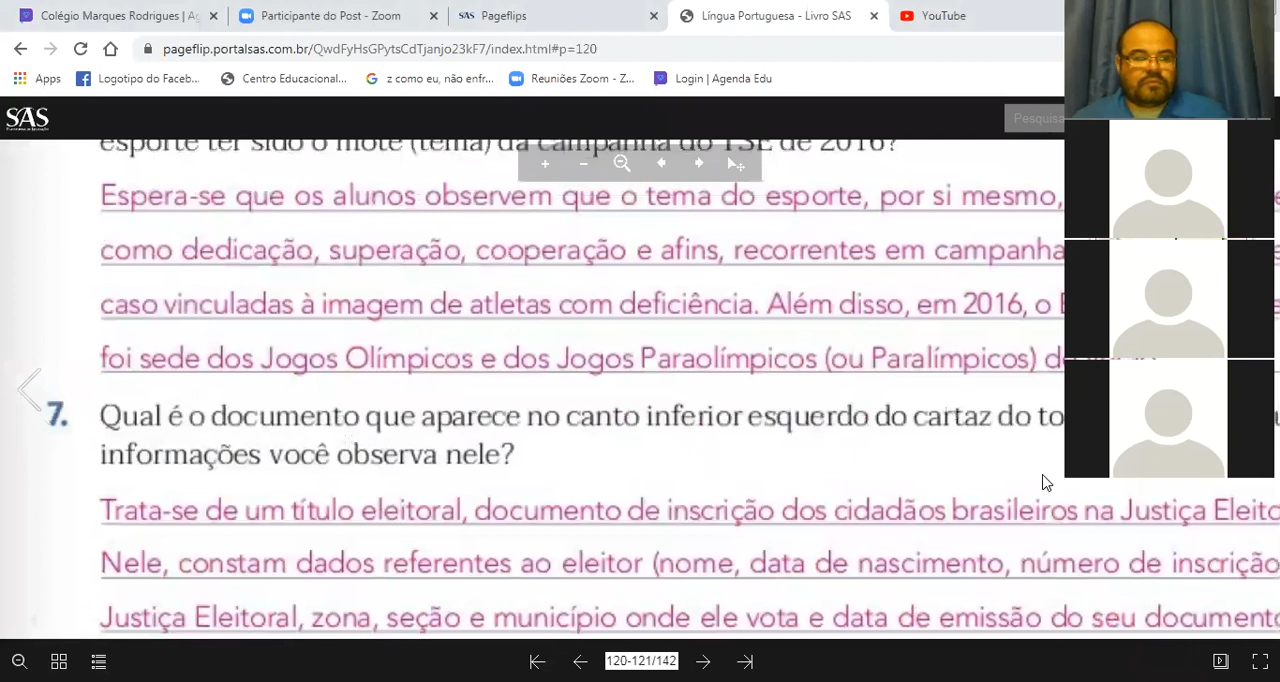 Colégio Marques Rodrigues | Ag
Participante do Post - Zoom
SAS Pageflips
Língua Portuguesa - Livro SAS
YouTube
pageflip.portalsas.com.br/QwdFyHsGPytsCdTjanjo23kF7/index.html#p=120
Apps
Logotipo do Faceb...
Centro Educacional...
z como eu, não enfr...
Reuniões Zoom - Z...
Login | Agenda Edu
SAS
Pesquisa
esporte ter sido o mote (tema) da campanha do TSE de 2016?
Espera-se que os alunos observem que o tema do esporte, por si mesmo,
como dedicação, superação, cooperação e afins, recorrentes em campanha
caso vinculadas à imagem de atletas com deficiência. Além disso, em 2016, o
foi sede dos Jogos Olímpicos e dos Jogos Paraolímpicos (ou Paralímpicos)
7. Qual é o documento que aparece no canto inferior esquerdo do cartaz do to
informações você observa nele?
Trata-se de um título eleitoral, documento de inscrição dos cidadãos brasileiros na Justiça Eleito
Nele, constam dados referentes ao eleitor (nome, data de nascimento, número de inscrição
Justiça Eleitoral, zona, seção e município onde ele vota e data de emissão do seu document
120-121/142